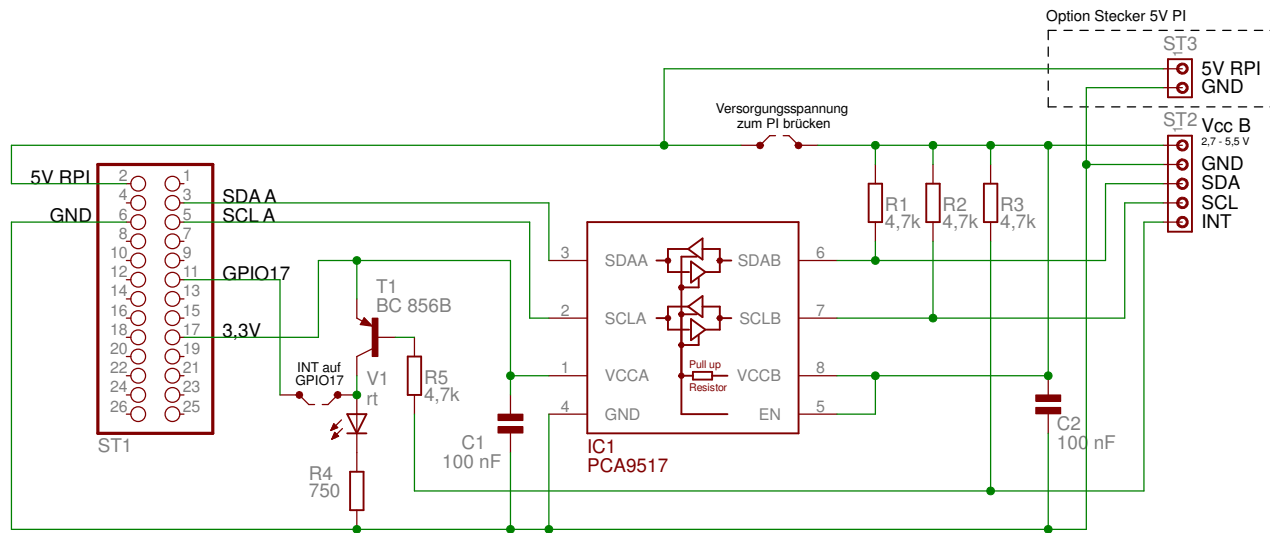 Option Stecker 5V PI
ST3
1
5V RPI
GND
Versorgungsspannung
zum PI brücken
ST2
1
Vcc B
2,7 - 5,5 V
GND
SDA
SCL
INT
5V RPI
2
1
4
3
SDA A
GND
6
5
SCL A
8
7
10
9
12
11
GPIO17
14
13
16
15
18
17
3,3V
20
19
22
21
24
23
26
25
ST1
T1
BC 856B
INT auf
GPIO17
V1
rt
R5
4,7k
R4
750
C1
100 nF
R1
4,7k
R2
4,7k
R3
4,7k
3
SDAA
SDAB
6
2
SCLA
SCLB
7
Pull up
Resistor
1
VCCA
VCCB
8
4
GND
EN
5
IC1
PCA9517
C2
100 nF